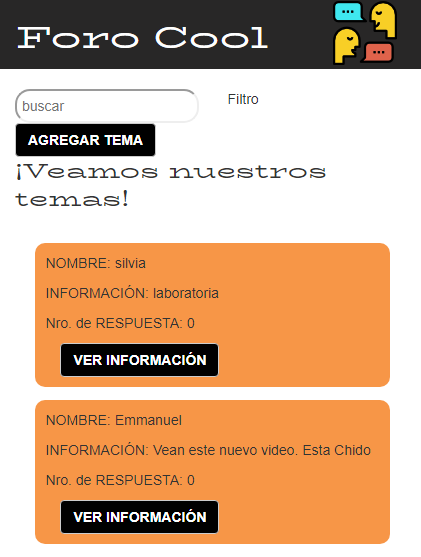 Foro Cool
buscar
Filtro
AGREGAR TEMA
¡Veamos nuestros
temas!
NOMBRE: silvia
INFORMACIÓN: laboratoria
Nro. de RESPUESTA: 0
VER INFORMACIÓN
NOMBRE: Emmanuel
INFORMACIÓN: Vean este nuevo video. Esta Chido
Nro. de RESPUESTA: 0
VER INFORMACIÓN